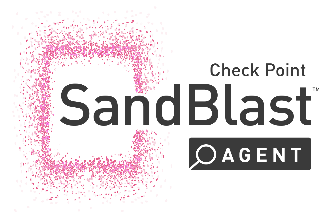 Check Point
SandBlast™
AGENT